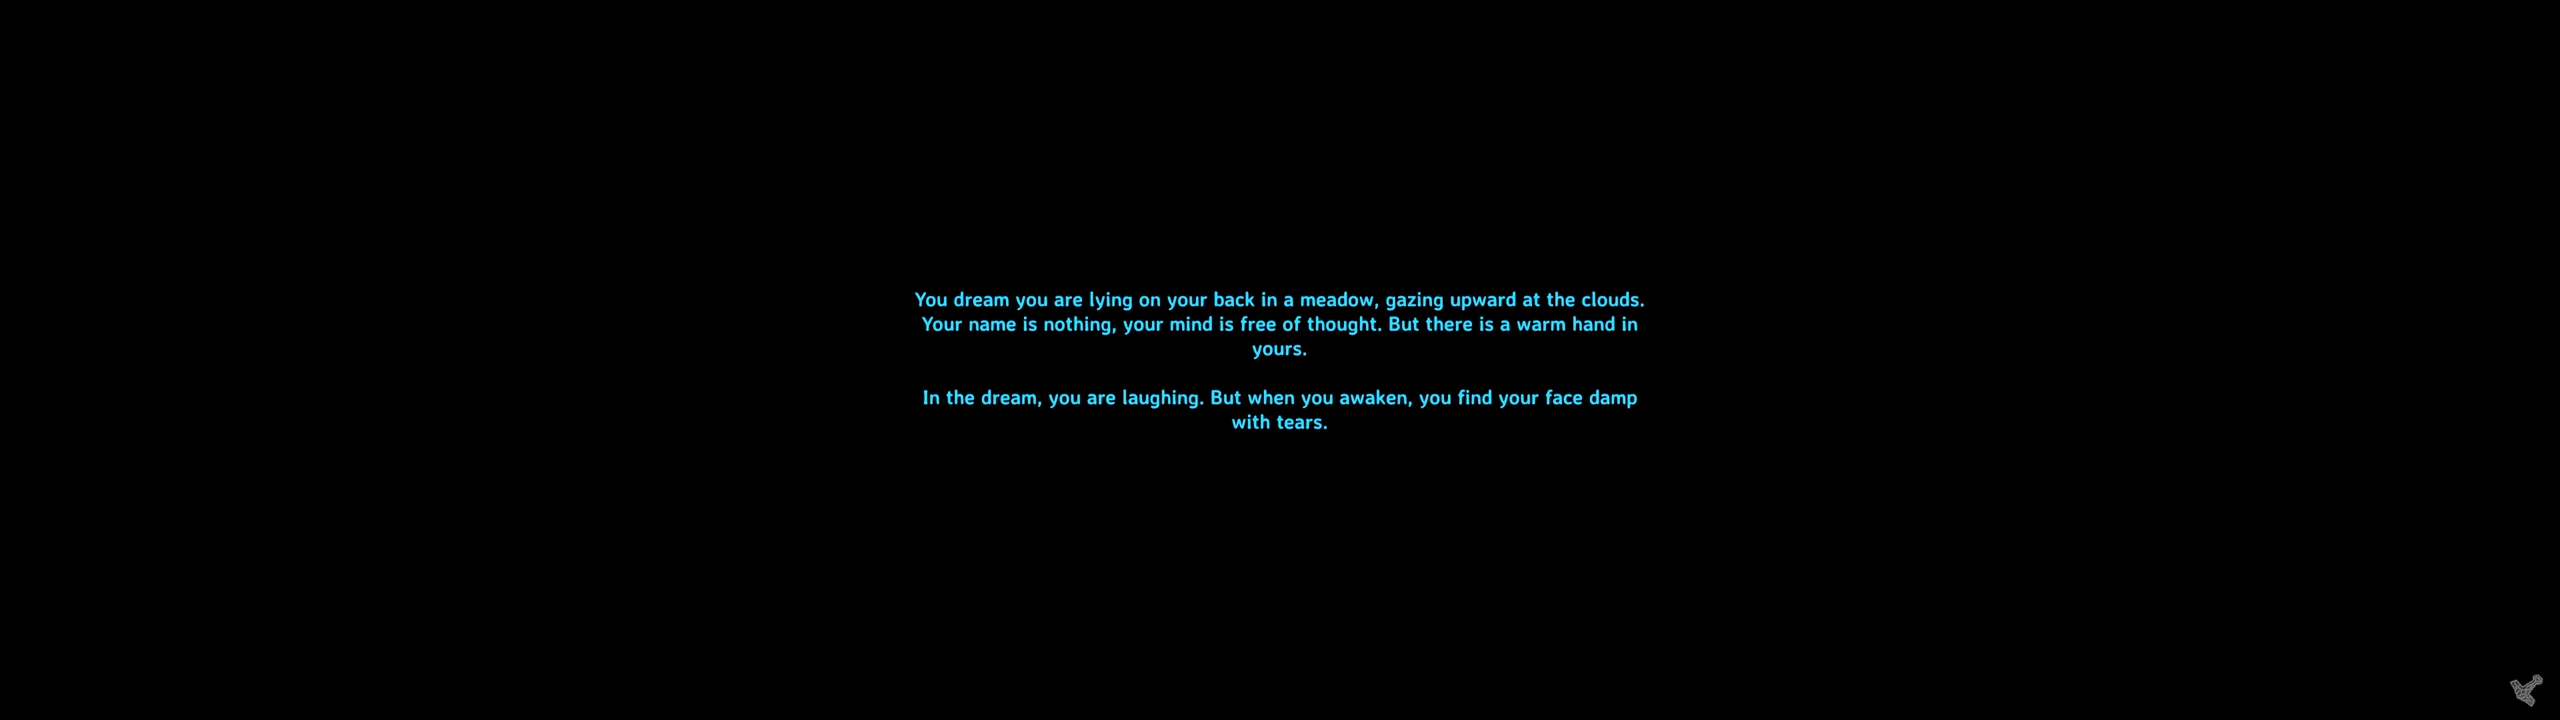 You dream you are lying on your back in a meadow, gazing upward at the clouds.
Your name is nothing, your mind is free of thought. But there is a warm hand in
yours.
In the dream, you are laughing. But when you awaken, you find your face damp
with tears.